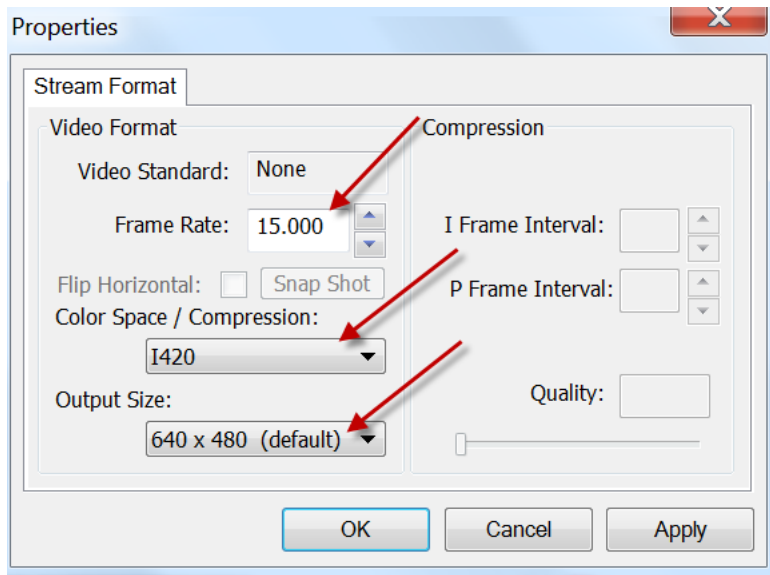 Properties
Stream Format
Video Format
Video Standard: None
Frame Rate: 15.000
Flip Horizontal: Snap Shot
Color Space / Compression:
I420
Output Size:
640 x 480 (default)
Compression
I Frame Interval:
P Frame Interval:
Quality:
OK Cancel Apply